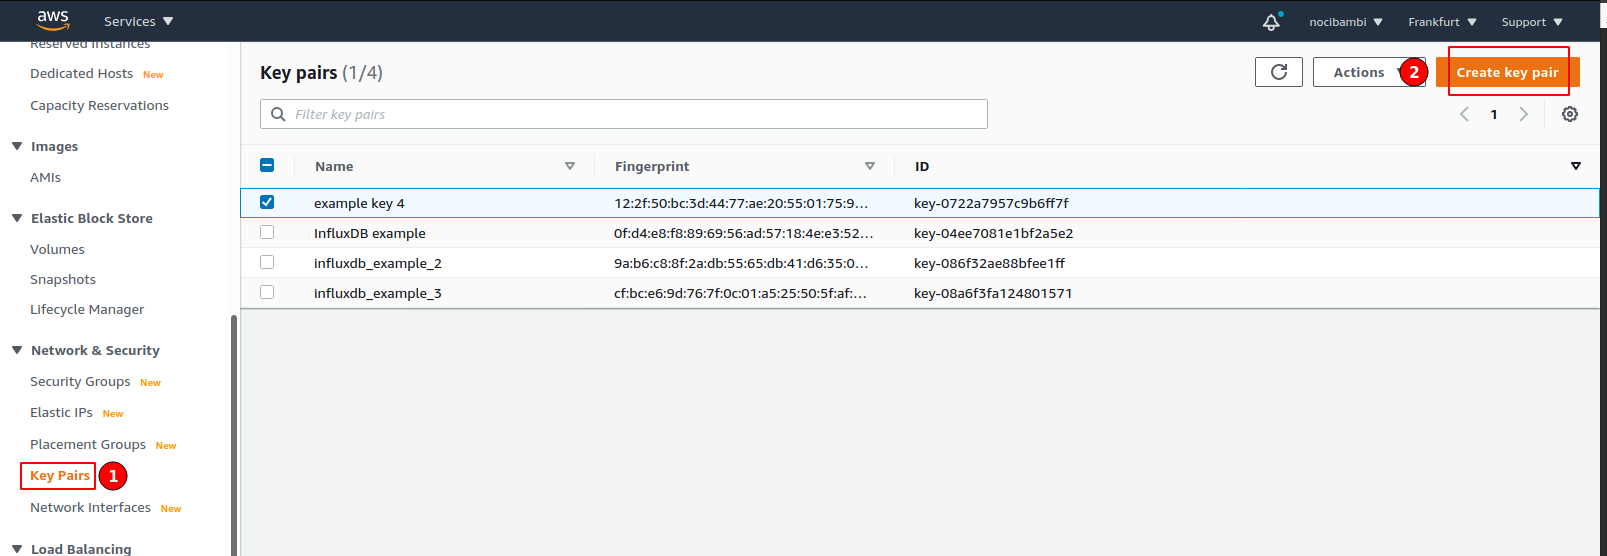 aws Services nocibambi Frankfurt Support
Reserved Instances
Dedicated Hosts New
Capacity Reservations
Images
AMIs
Elastic Block Store
Volumes
Snapshots
Lifecycle Manager
Network & Security
Security Groups New
Elastic IPs New
Placement Groups New
Key Pairs 1
Network Interfaces New
Load Balancing
Key pairs (1/4) Actions 2 Create key pair
Filter key pairs 1
Name Fingerprint ID
example key 4 12:2f:50:bc:3d:44:77:ae:20:55:01:75:9... key-0722a7957c9b6ff7f
InfluxDB example 0f:d4:e8:f8:89:69:56:ad:57:18:4e:e3:52... key-04ee7081e1bf2a5e2
influxdb_example_2 9a:b6:c8:8f:2a:db:55:65:db:41:d6:35:0... key-086f32ae88bfee1ff
influxdb_example_3 cf:bc:e6:9d:76:7f:0c:01:a5:25:50:5f:af:... key-08a6f3fa124801571